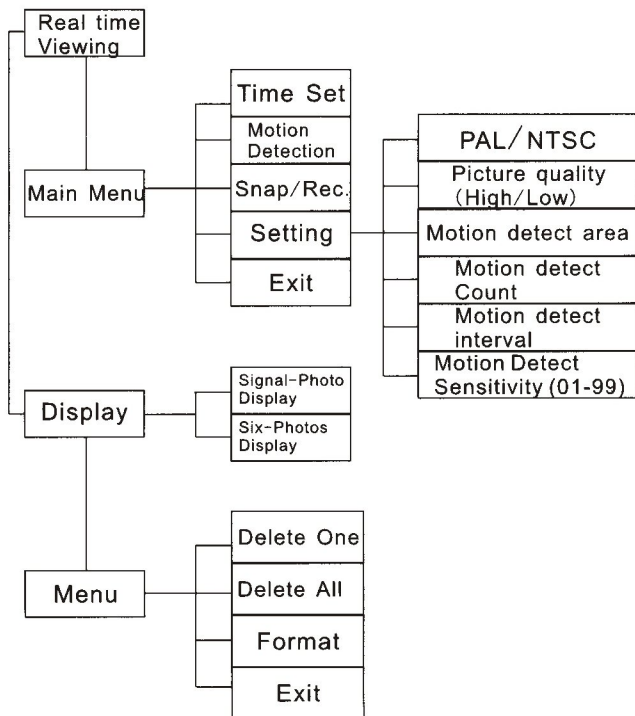 Real time
Viewing
Main Menu
Time Set
Motion
Detection
Snap/Rec.
Setting
Exit
PAL/NTSC
Picture quality
(High/Low)
Motion detect area
Motion detect
Count
Motion detect
interval
Motion Detect
Sensitivity (01-99)
Display
Signal-Photo
Display
Six-Photos
Display
Menu
Delete One
Delete All
Format
Exit